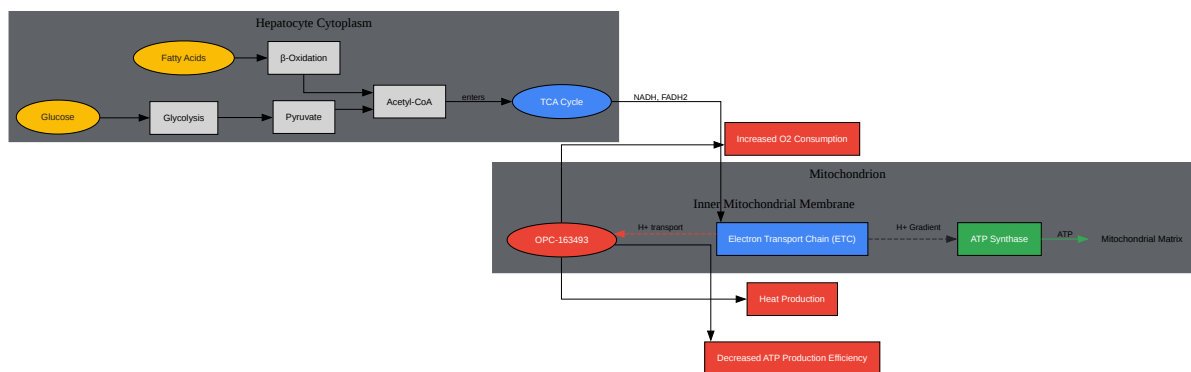 Hepatocyte Cytoplasm
Fatty Acids
β-Oxidation
Glucose
Glycolysis
Pyruvate
Acetyl-CoA
enters
TCA Cycle
NADH, FADH2
Increased O2 Consumption
Mitochondrion
Inner Mitochondrial Membrane
OPC-163493
H+ transport
Electron Transport Chain (ETC)
H+ Gradient
ATP Synthase
ATP
Mitochondrial Matrix
Heat Production
Decreased ATP Production Efficiency